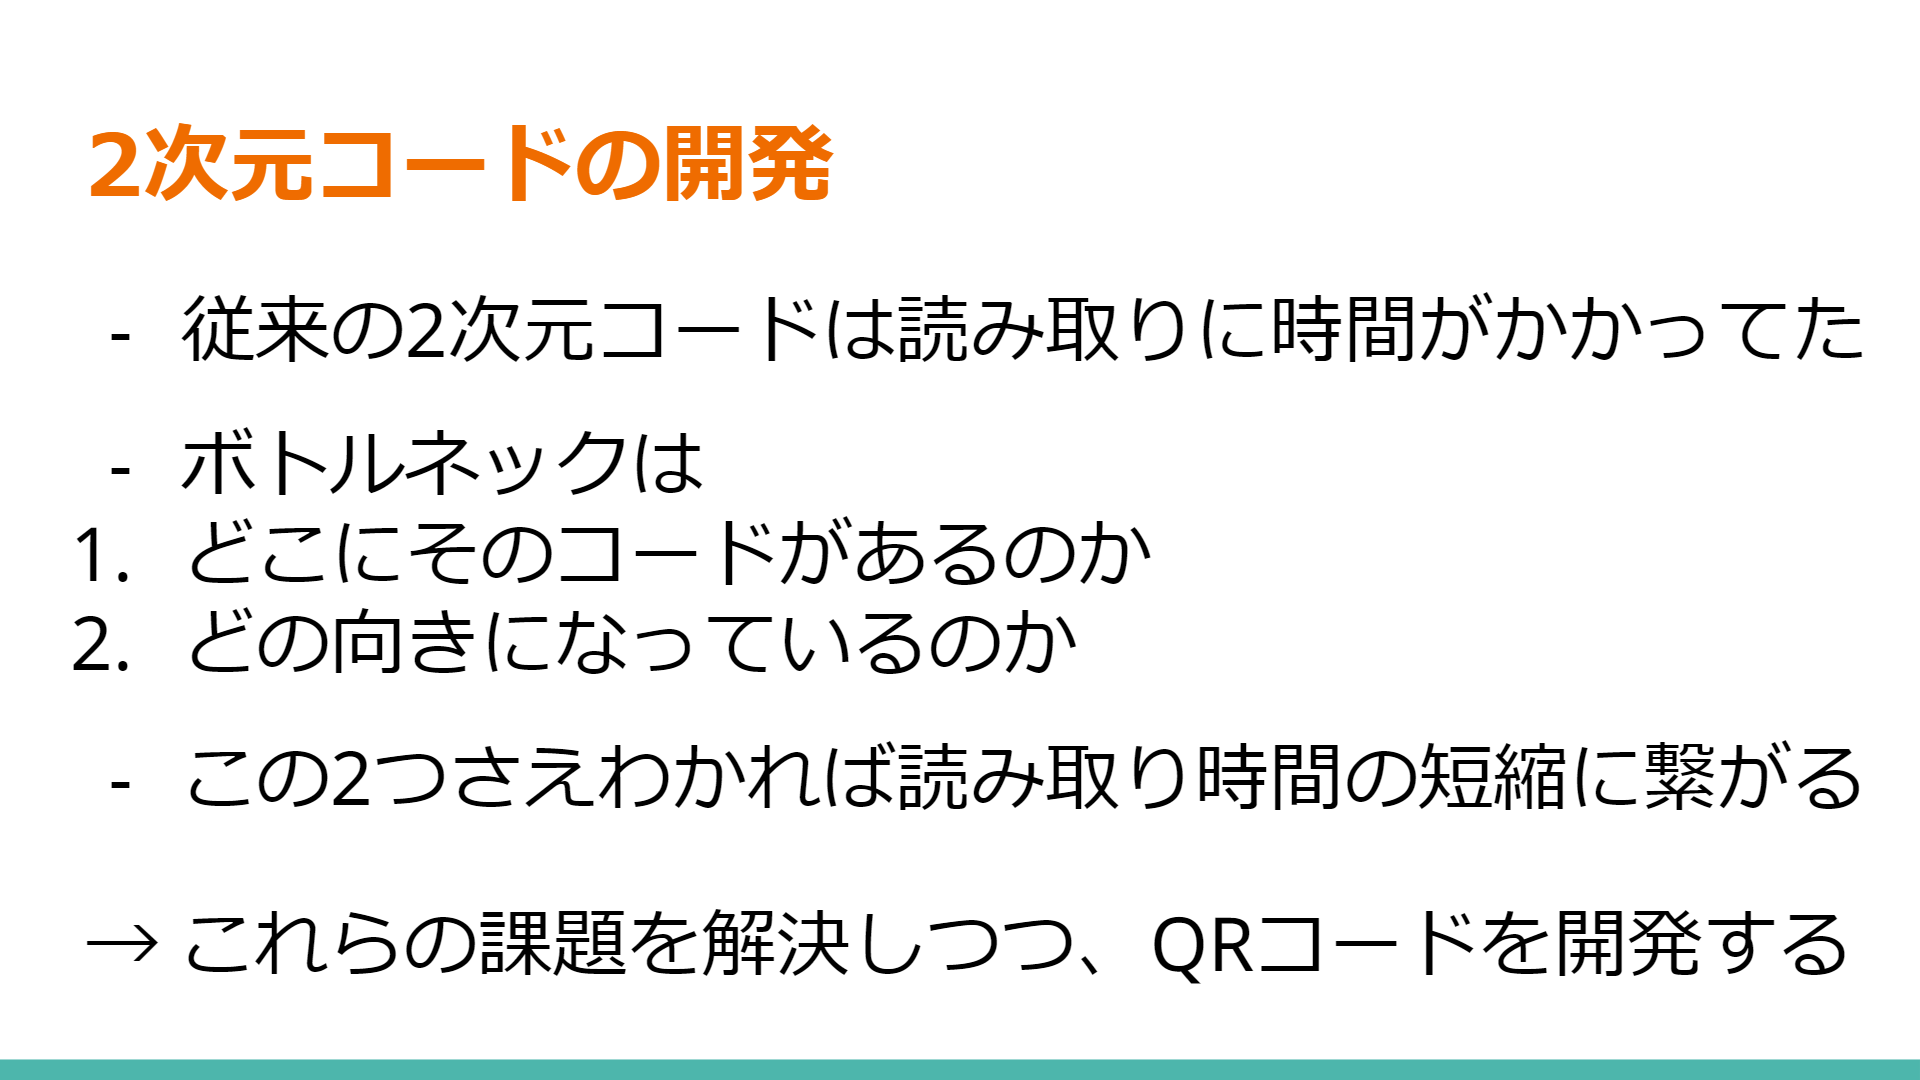 2次元コードの開発
- 従来の2次元コードは読み取りに時間がかかってた
- ボトルネックは
1. どこにそのコードがあるのか
2. どの向きになっているのか
- この2つさえわかれば読み取り時間の短縮に繋がる
→ これらの課題を解決しつつ、QRコードを開発する